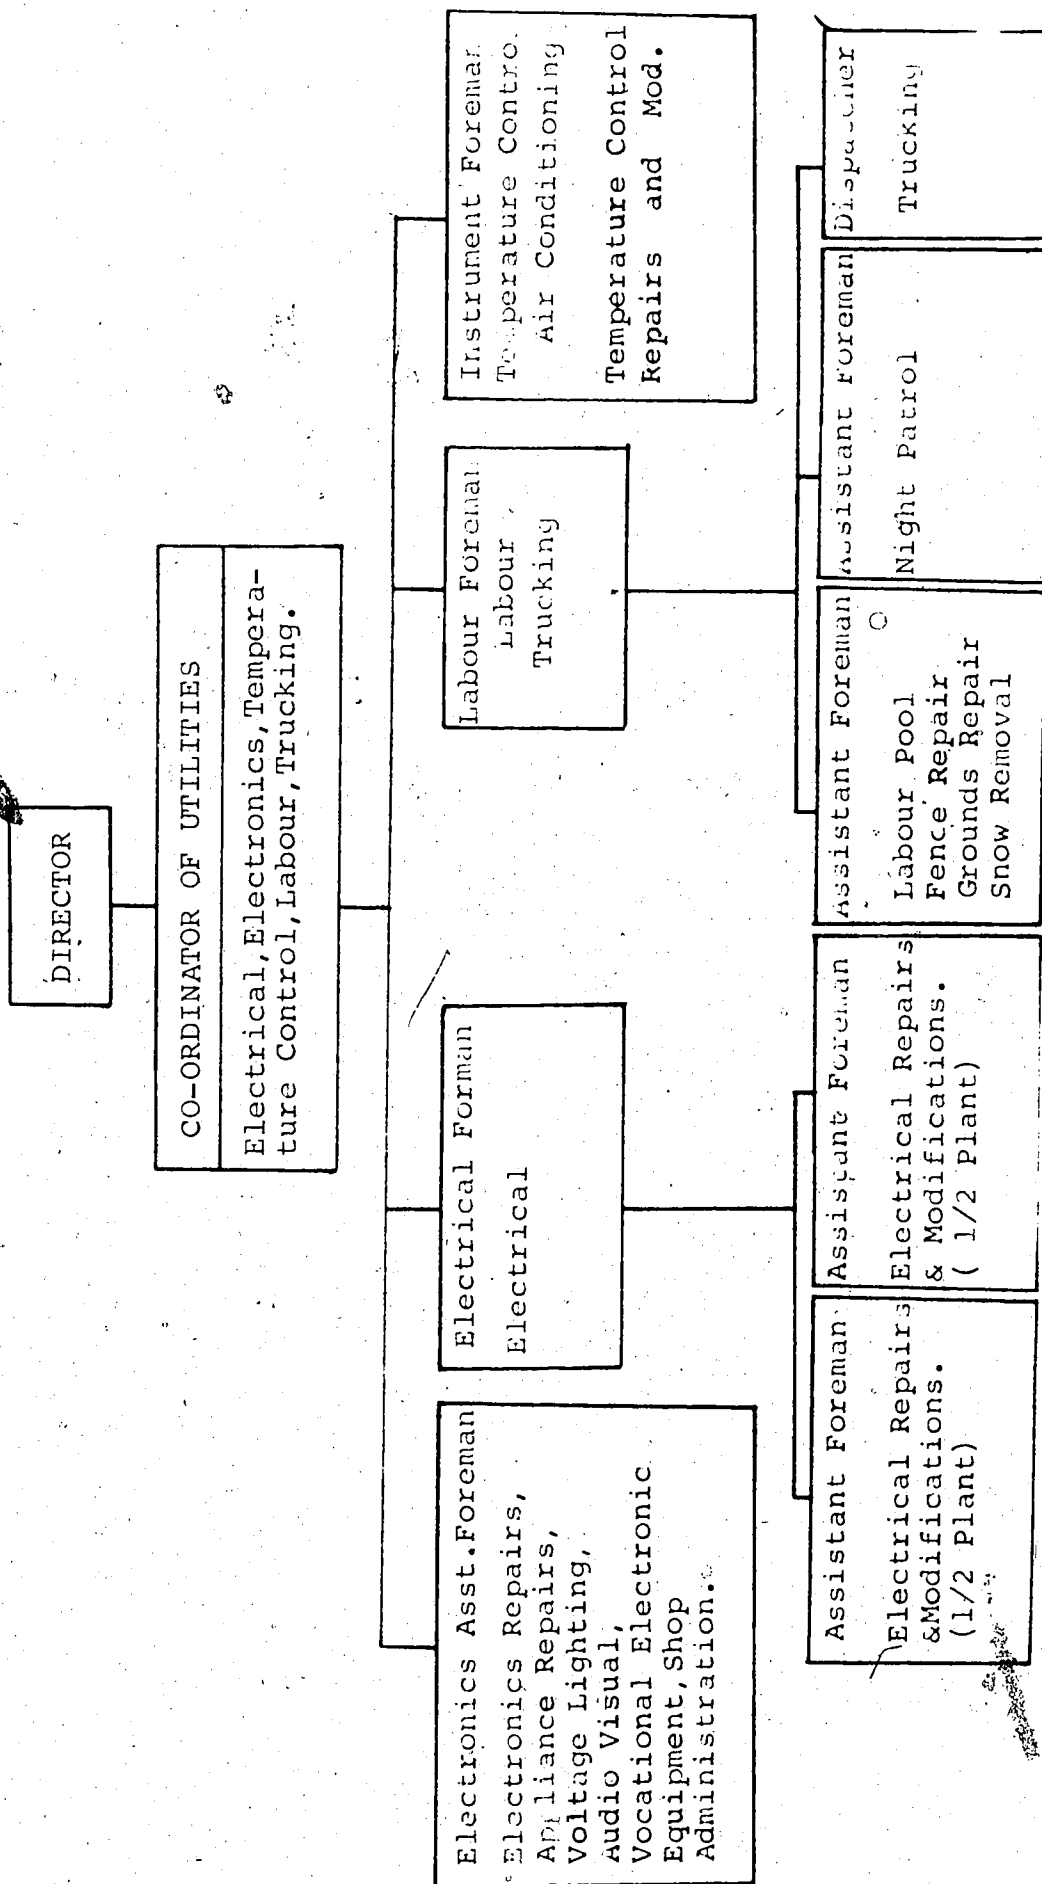 DIRECTOR
CO-ORDINATOR OF UTILITIES
Electrical,Electronics,Tempera-
ture Control,Labour,Trucking.
Electronics Asst.Foreman
Electronics Repairs,
Appliance Repairs,
Voltage Lighting,
Audio Visual,
Vocational Electronic
Equipment,Shop
Administration.
Electrical Forman
Electrical
Labour Foreman
Labour
Trucking
Instrument Foreman
Temperature Control
Air Conditioning
Temperature Control
Repairs and Mod.
Assistant Foreman
Electrical Repairs
&Modifications.
(1/2 Plant)
Assistant Foreman
Electrical Repairs
& Modifications.
( 1/2 Plant)
Assistant Foreman
Labour Pool
Fence Repair
Grounds Repair
Snow Removal
Assistant Foreman
Night Patrol
Dispatcher
Trucking